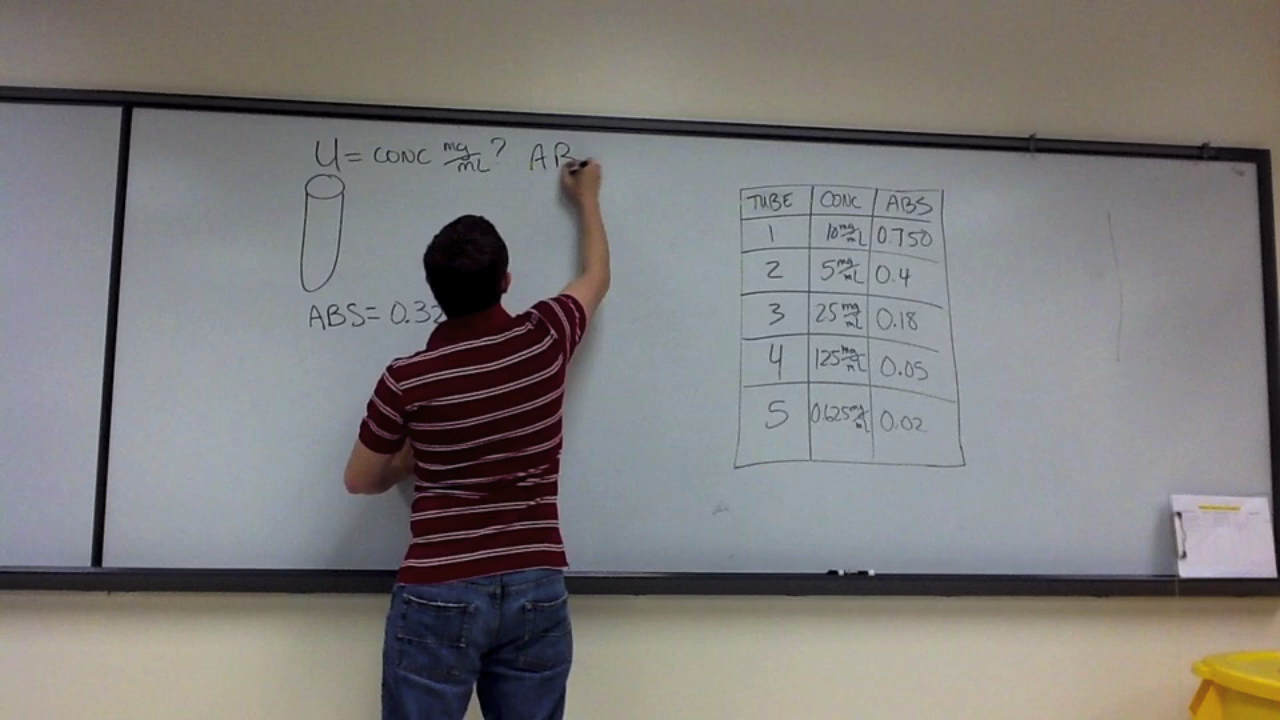 U = CONC mg/mL ? AB
ABS = 0.32
TUBE CONC ABS
1 10 mg/mL 0.750
2 5 mg/mL 0.4
3 25 mg/mL 0.18
4 125 mg/mL 0.05
5 0.625 mg/mL 0.02